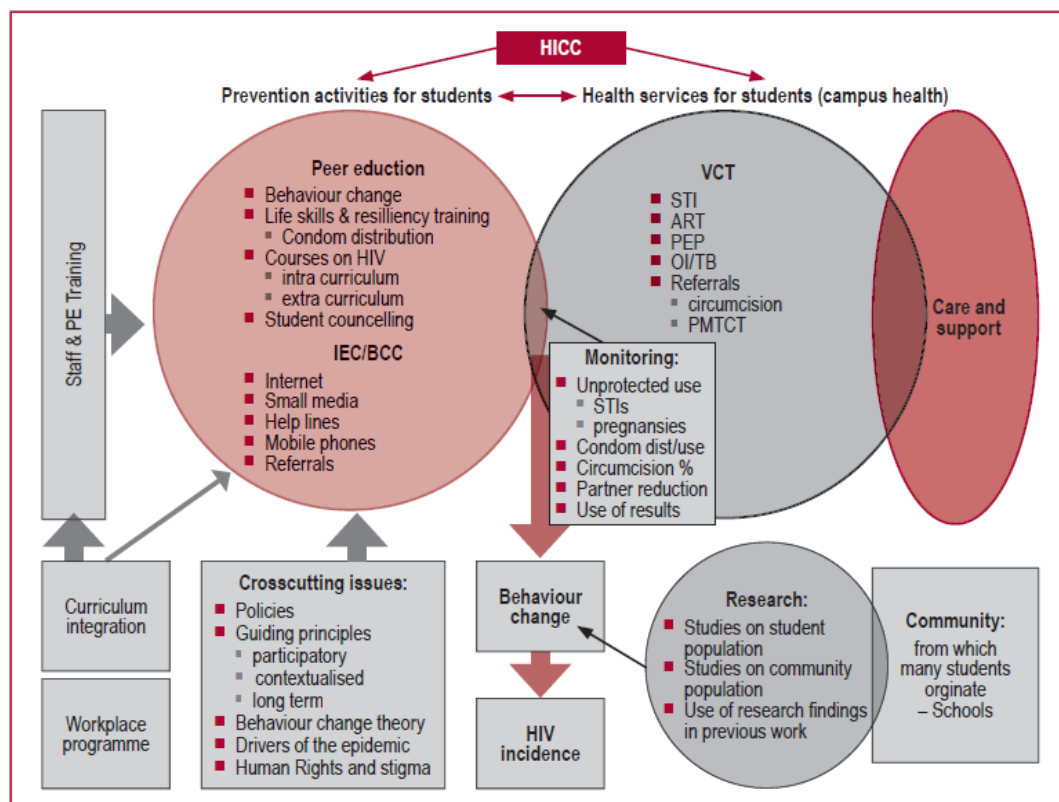 HICC
Prevention activities for students
Health services for students (campus health)
Staff & PE Training
Peer eduction
Behaviour change
Life skills & resiliency training
Condom distribution
Courses on HIV
intra curriculum
extra curriculum
Student councelling
IEC/BCC
Internet
Small media
Help lines
Mobile phones
Referrals
VCT
STI
ART
PEP
OI/TB
Referrals
circumcision
PMTCT
Care and
support
Monitoring:
Unprotected use
STIs
pregnansies
Condom dist/use
Circumcision %
Partner reduction
Use of results
Curriculum
integration
Workplace
programme
Crosscutting issues:
Policies
Guiding principles
participatory
contextualised
long term
Behaviour change theory
Drivers of the epidemic
Human Rights and stigma
Behaviour
change
HIV
incidence
Research:
Studies on student
population
Studies on community
population
Use of research findings
in previous work
Community:
from which
many students
orginate
– Schools